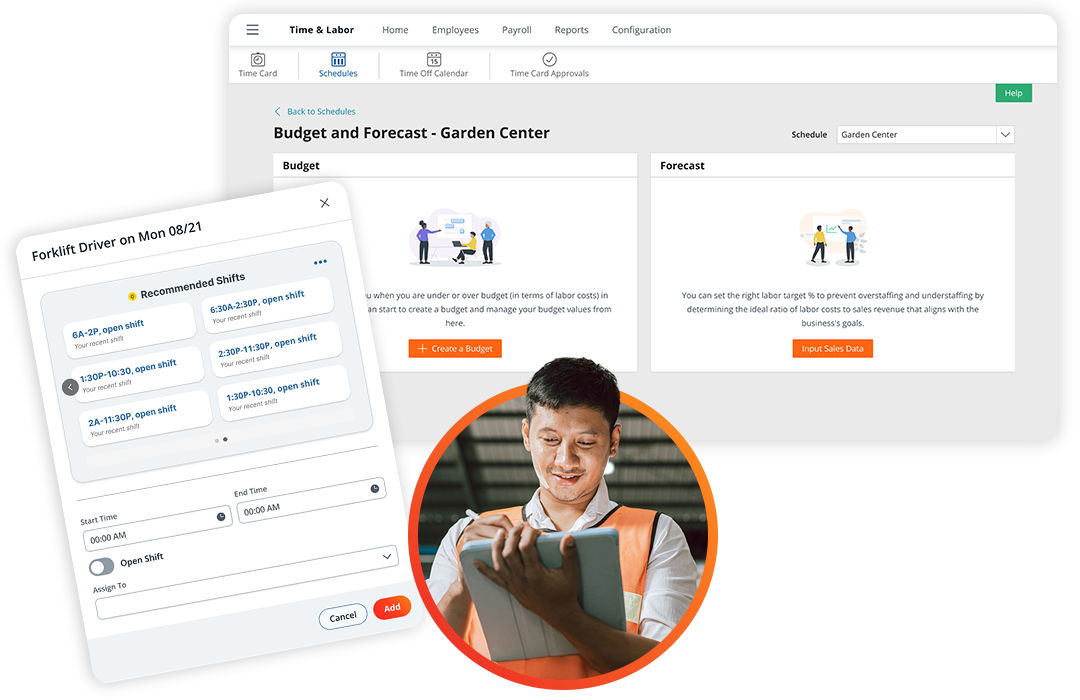 Time & Labor Home Employees Payroll Reports Configuration
Time Card Schedules Time Off Calendar Time Card Approvals
Help
Back to Schedules
Budget and Forecast - Garden Center
Schedule Garden Center
Budget
u when you are under or over budget (in terms of labor costs) in
an start to create a budget and manage your budget values from
here.
+ Create a Budget
Forecast
You can set the right labor target % to prevent overstaffing and understaffing by
determining the ideal ratio of labor costs to sales revenue that aligns with the
business's goals.
Input Sales Data
Forklift Driver on Mon 08/21
Recommended Shifts
6A-2P, open shift
Your recent shift
6:30A-2:30P, open shift
Your recent shift
1:30P-10:30, open shift
Your recent shift
2:30P-11:30P, open shift
Your recent shift
2A-11:30P, open shift
Your recent shift
1:30P-10:30, open shift
Your recent shift
Start Time
00:00 AM
End Time
00:00 AM
Open Shift
Assign To
Cancel Add